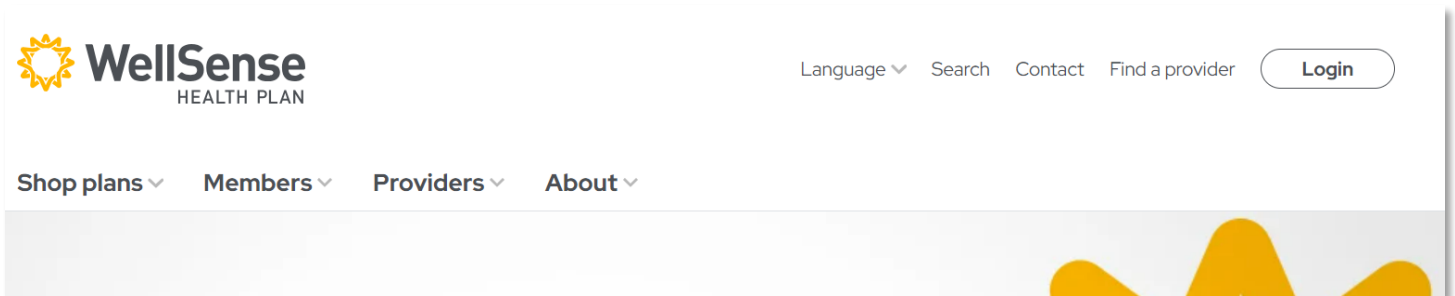 WellSense
HEALTH PLAN
Language Search Contact Find a provider Login
Shop plans Members Providers About